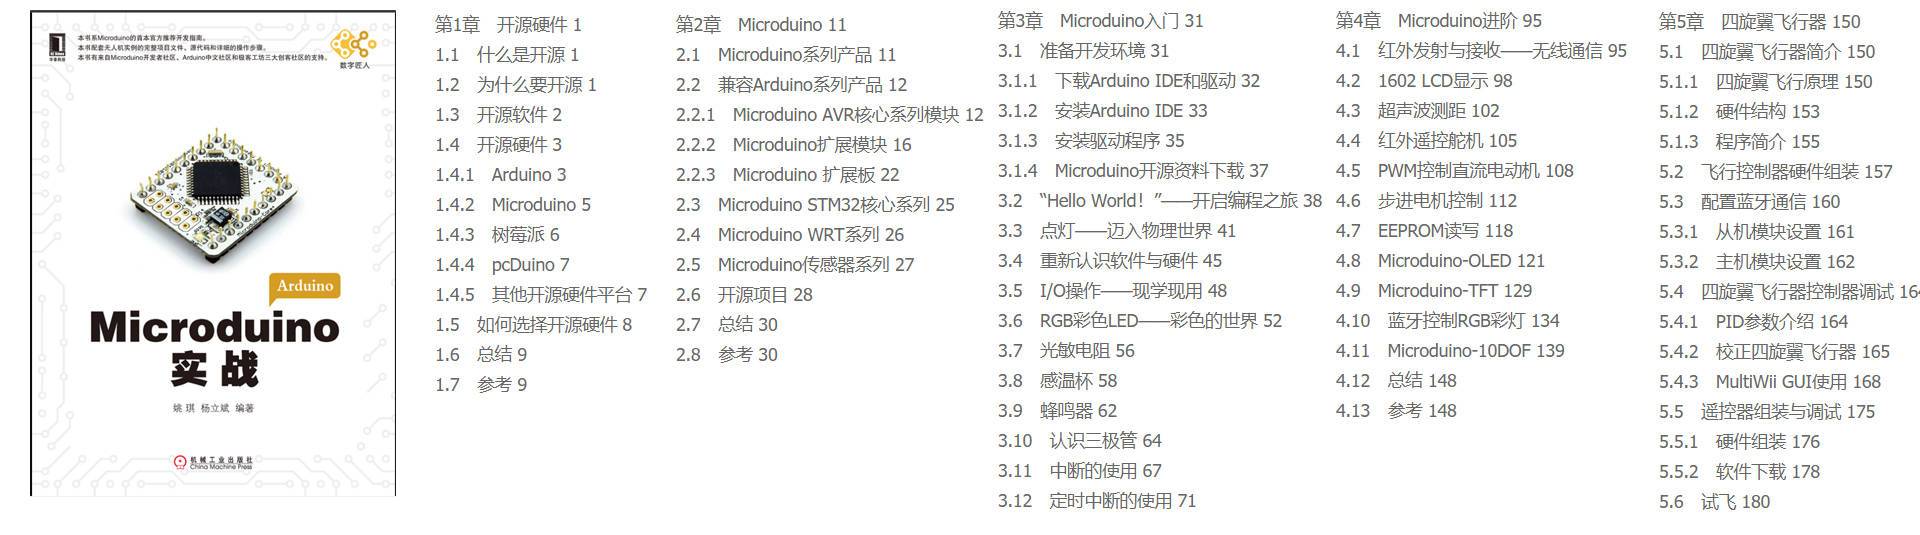 本书系Microduino的首本官方推荐开发指南。
本书配套无人机实例的完整项目文件、源代码和详细的操作步骤。
本书有来自Microduino开发者社区、Arduino中文社区和极客工坊三大创客社区的支持。
华章科技
数字匠人
Arduino
Microduino
实战
姚琪 杨立斌 编著
机械工业出版社
China Machine Press
第1章 开源硬件 1
1.1 什么是开源 1
1.2 为什么要开源 1
1.3 开源软件 2
1.4 开源硬件 3
1.4.1 Arduino 3
1.4.2 Microduino 5
1.4.3 树莓派 6
1.4.4 pcDuino 7
1.4.5 其他开源硬件平台 7
1.5 如何选择开源硬件 8
1.6 总结 9
1.7 参考 9
第2章 Microduino 11
2.1 Microduino系列产品 11
2.2 兼容Arduino系列产品 12
2.2.1 Microduino AVR核心系列模块 12
2.2.2 Microduino扩展模块 16
2.2.3 Microduino 扩展板 22
2.3 Microduino STM32核心系列 25
2.4 Microduino WRT系列 26
2.5 Microduino传感器系列 27
2.6 开源项目 28
2.7 总结 30
2.8 参考 30
第3章 Microduino入门 31
3.1 准备开发环境 31
3.1.1 下载Arduino IDE和驱动 32
3.1.2 安装Arduino IDE 33
3.1.3 安装驱动程序 35
3.1.4 Microduino开源资料下载 37
3.2 “Hello World！”——开启编程之旅 38
3.3 点灯——迈入物理世界 41
3.4 重新认识软件与硬件 45
3.5 I/O操作——现学现用 48
3.6 RGB彩色LED——彩色的世界 52
3.7 光敏电阻 56
3.8 感温杯 58
3.9 蜂鸣器 62
3.10 认识三极管 64
3.11 中断的使用 67
3.12 定时中断的使用 71
第4章 Microduino进阶 95
4.1 红外发射与接收——无线通信 95
4.2 1602 LCD显示 98
4.3 超声波测距 102
4.4 红外遥控舵机 105
4.5 PWM控制直流电动机 108
4.6 步进电机控制 112
4.7 EEPROM读写 118
4.8 Microduino-OLED 121
4.9 Microduino-TFT 129
4.10 蓝牙控制RGB彩灯 134
4.11 Microduino-10DOF 139
4.12 总结 148
4.13 参考 148
第5章 四旋翼飞行器 150
5.1 四旋翼飞行器简介 150
5.1.1 四旋翼飞行原理 150
5.1.2 硬件结构 153
5.1.3 程序简介 155
5.2 飞行控制器硬件组装 157
5.3 配置蓝牙通信 160
5.3.1 从机模块设置 161
5.3.2 主机模块设置 162
5.4 四旋翼飞行器控制器调试 164
5.4.1 PID参数介绍 164
5.4.2 校正四旋翼飞行器 165
5.4.3 MultiWii GUI使用 168
5.5 遥控器组装与调试 175
5.5.1 硬件组装 176
5.5.2 软件下载 178
5.6 试飞 180